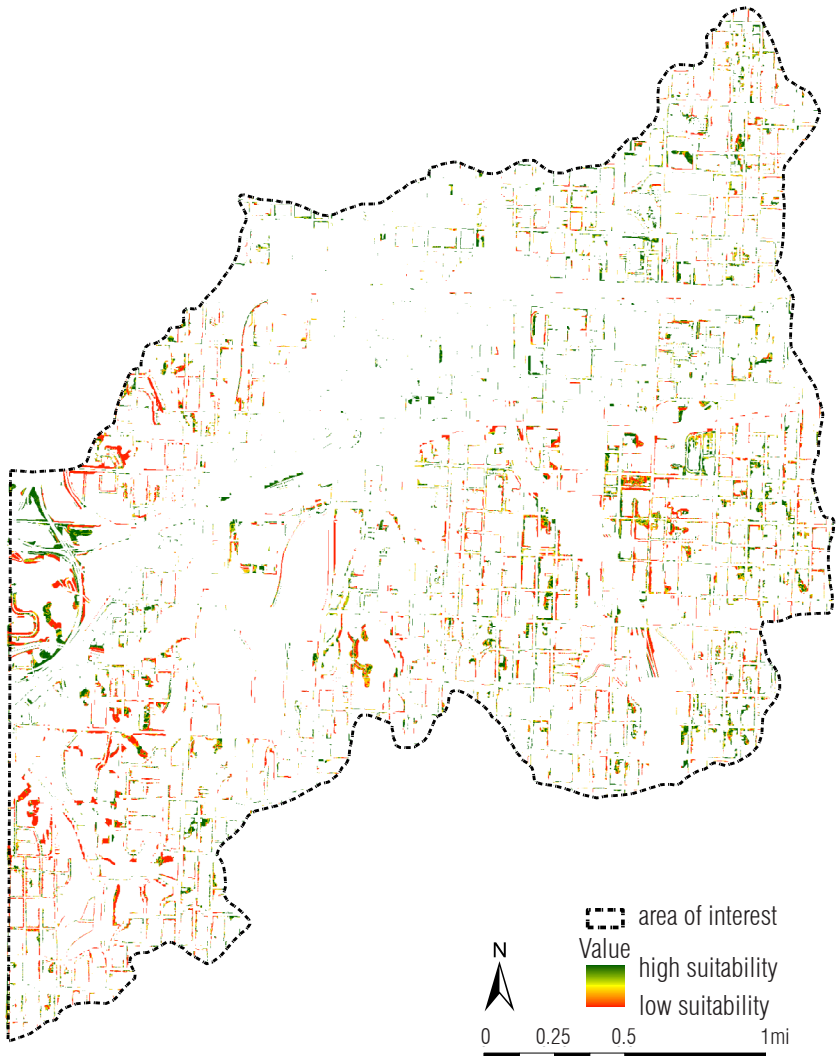 area of interest
N
Value
high suitability
low suitability
0 0.25 0.5 1mi